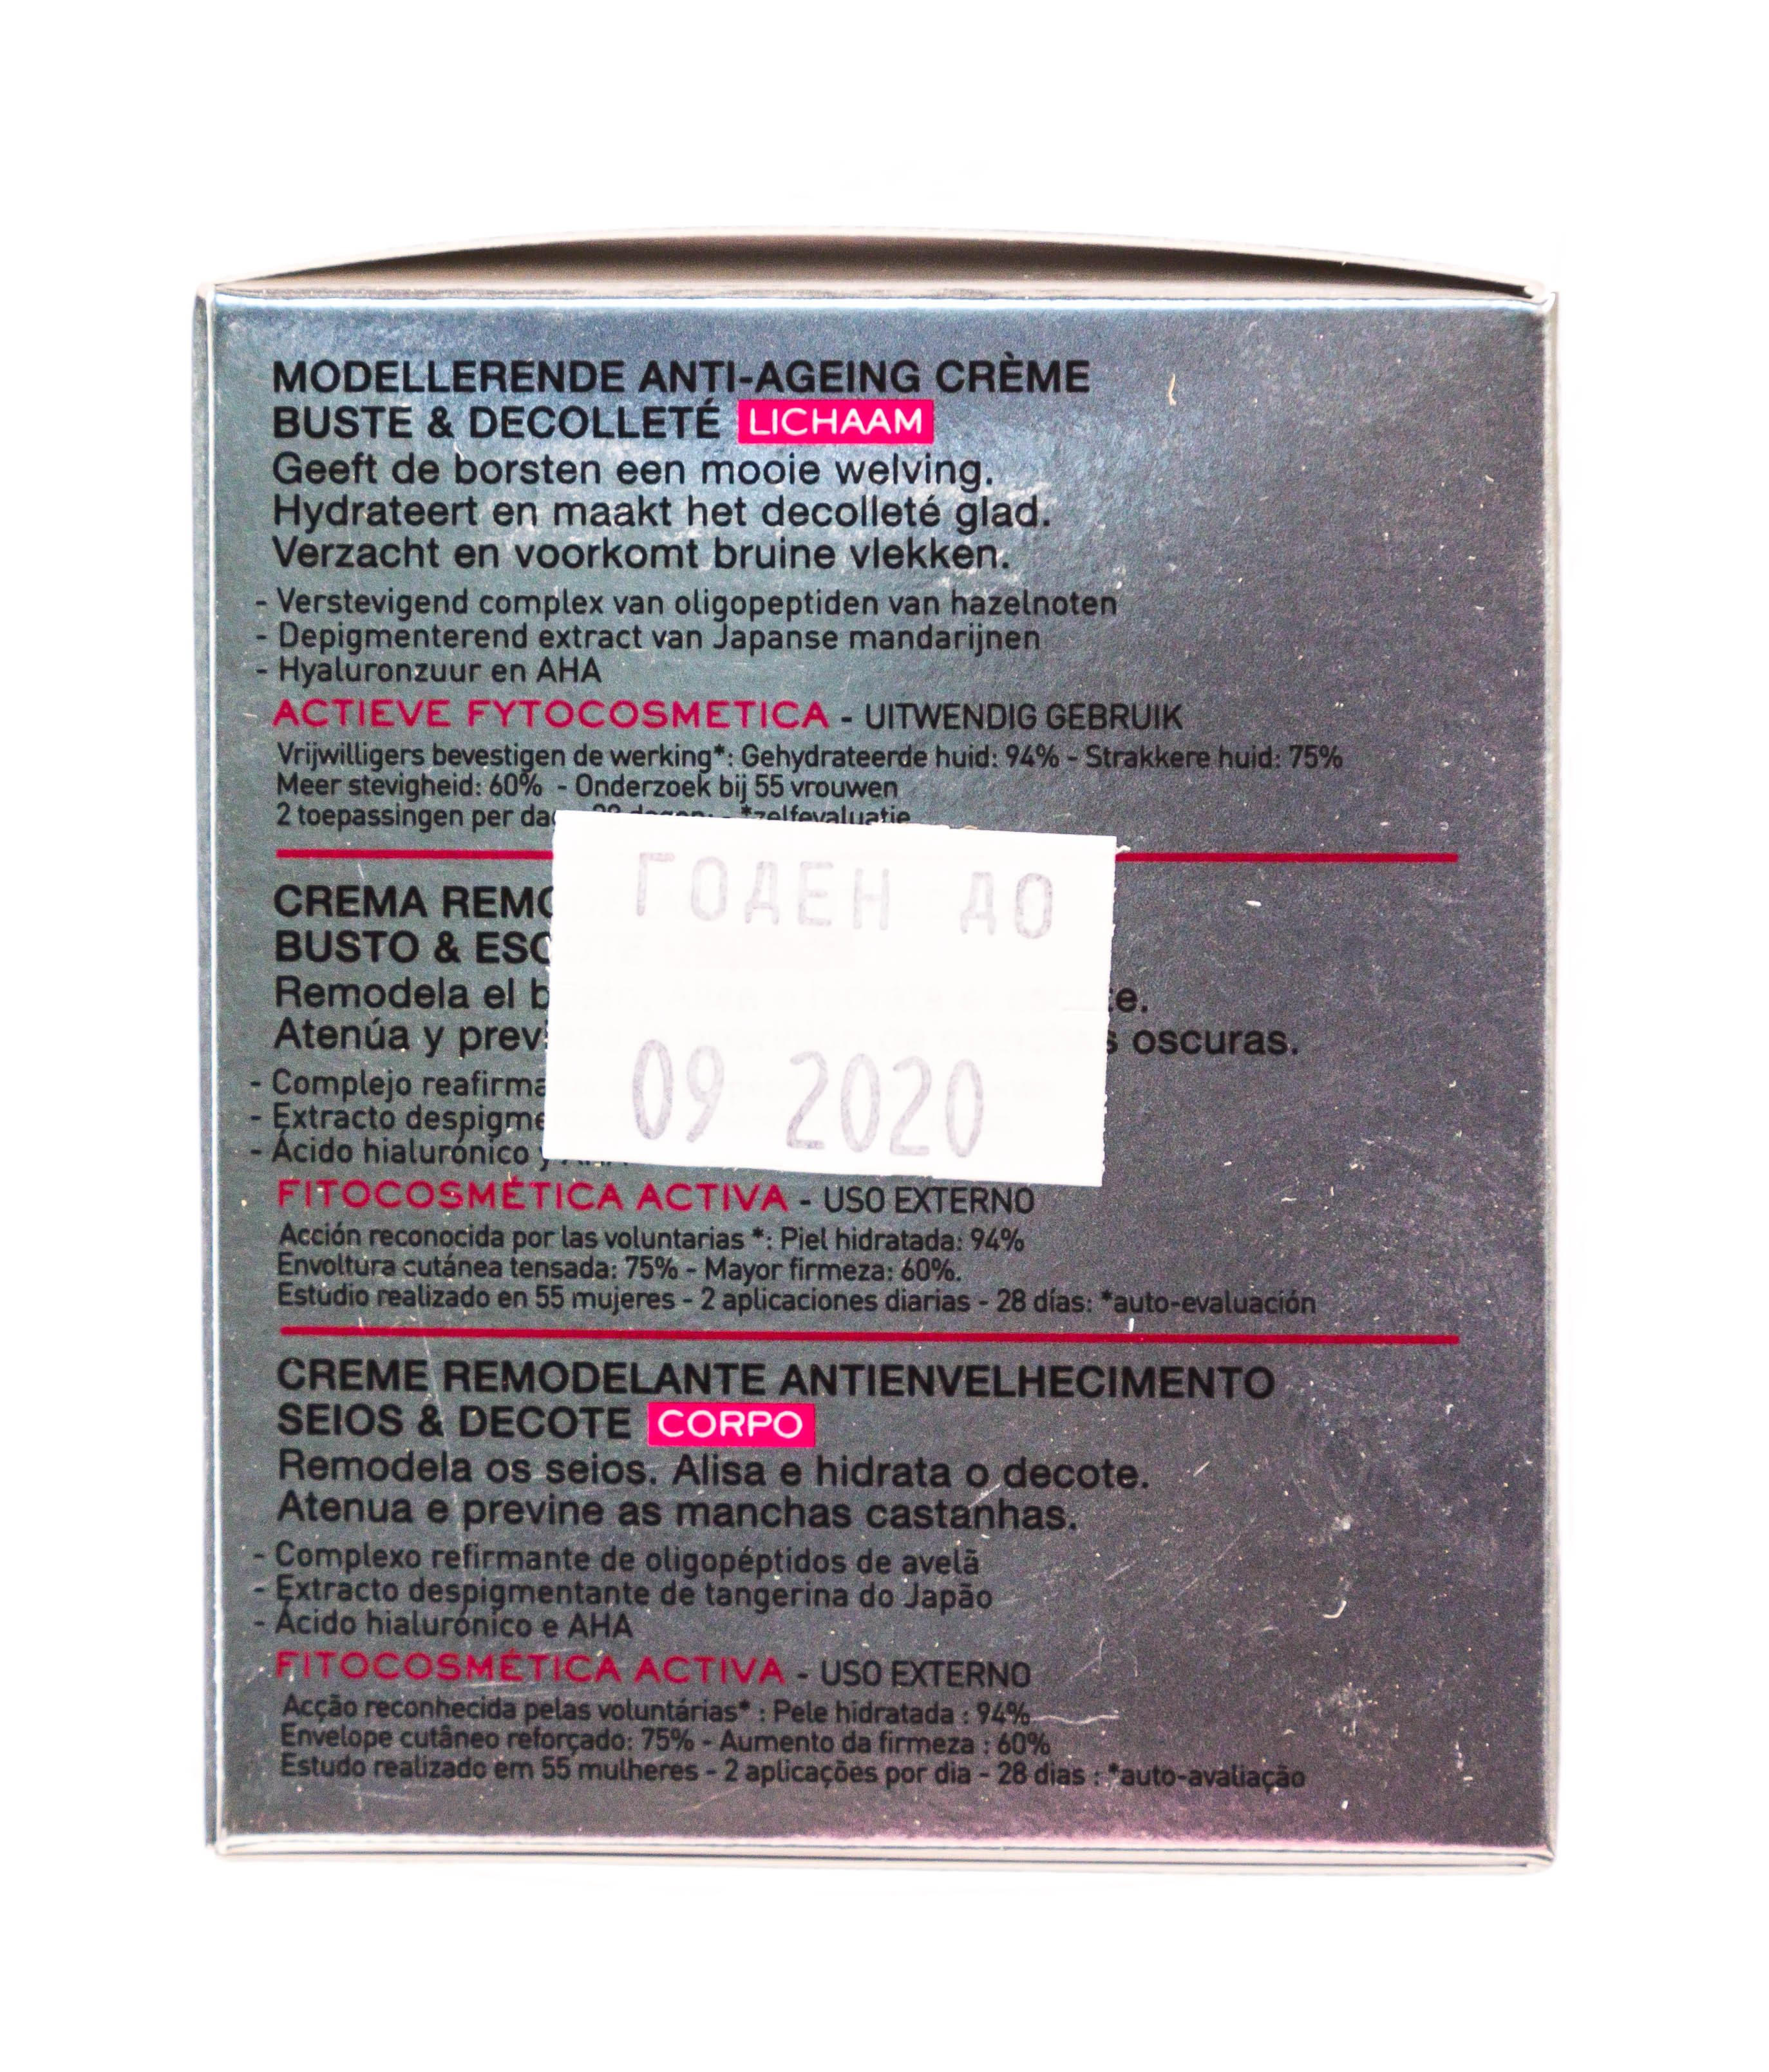 MODELLERENDE ANTI-AGEING CRÈME
BUSTE & DECOLLETÉ LICHAAM
Geeft de borsten een mooie welving.
Hydrateert en maakt het decolleté glad.
Verzacht en voorkomt bruine vlekken.
- Verstevigend complex van oligopeptiden van hazelnoten
- Depigmenterend extract van Japanse mandarijnen
- Hyaluronzuur en AHA
ACTIEVE FYTOCOSMETICA - UITWENDIG GEBRUIK
Vrijwilligers bevestigen de werking*: Gehydrateerde huid: 94% - Strakkere huid: 75%
Meer stevigheid: 60% - Onderzoek bij 55 vrouwen
2 toepassingen per *zelfevaluatie
ГОДЕН ДО
09 2020
CREMA
BUSTO &
Remodela el
Atenúa y oscuras.
- Complejo
- Extracto
- Ácido hialurónico
FITOCOSMÉTICA ACTIVA - USO EXTERNO
Acción reconocida por las voluntarias *: Piel hidratada: 94%
Envoltura cutánea tensada: 75% - Mayor firmeza: 60%.
Estudio realizado en 55 mujeres - 2 aplicaciones diarias - 28 días: *auto-evaluación
CREME REMODELANTE ANTIENVELHECIMENTO
SEIOS & DECOTE CORPO
Remodela os seios. Alisa e hidrata o decote.
Atenua e previne as manchas castanhas.
- Complexo refirmante de oligopéptidos de avelã
- Extracto despigmentante de tangerina do Japão
- Ácido hialurónico e AHA
FITOCOSMÉTICA ACTIVA - USO EXTERNO
Acção reconhecida pelas voluntárias* : Pele hidratada : 94%
Envelope cutâneo reforçado: 75% - Aumento da firmeza : 60%
Estudo realizado em 55 mulheres - 2 aplicações por dia - 28 dias : *auto-avaliação